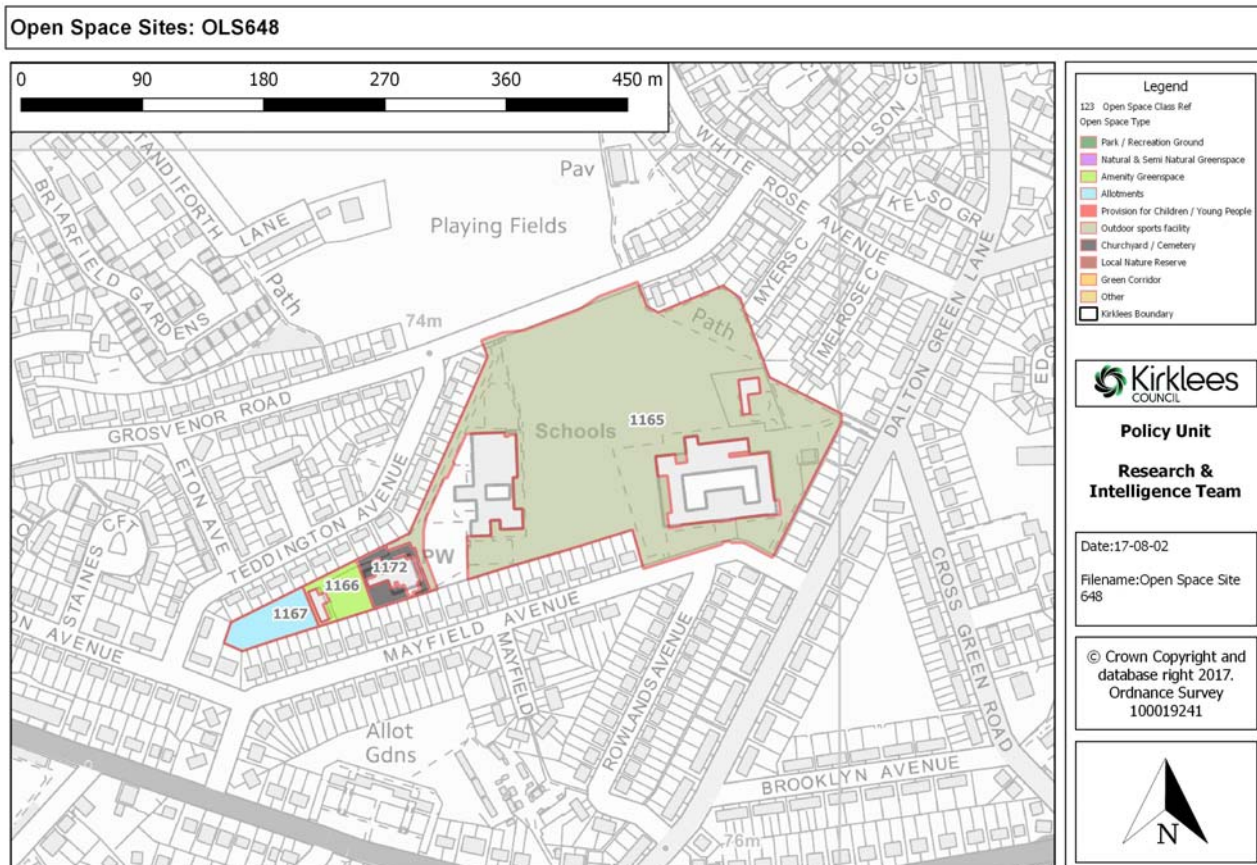 Open Space Sites: OLS648
0 90 180 270 360 450 m
Legend
123 Open Space Class Ref
Open Space Type
Park / Recreation Ground
Natural & Semi Natural Greenspace
Amenity Greenspace
Allotments
Provision for Children / Young People
Outdoor sports facility
Churchyard / Cemetery
Local Nature Reserve
Green Corridor
Other
Kirklees Boundary
Kirklees
COUNCIL
Policy Unit
Research &
Intelligence Team
Date:17-08-02
Filename:Open Space Site
648
© Crown Copyright and
database right 2017.
Ordnance Survey
100019241
N
TANDIFORTH
LANE
BRIARFIELD GARDENS
Path
Playing Fields
Pav
WHITE ROSE AVENUE
TOLSON CR
KELSO GR
MYERS C
MELROSE C
DALTON GREEN LANE
EDG
74m
GROSVENOR ROAD
Path
Schools
1165
ETON AVE
TEDDINGTON AVENUE
CFT
STAINES
PW
1172
1166
1167
ON AVENUE
MAYFIELD AVENUE
MAYFIELD
ROWLANDS AVENUE
CROSS GREEN ROAD
Allot
Gdns
BROOKLYN AVENUE
76m